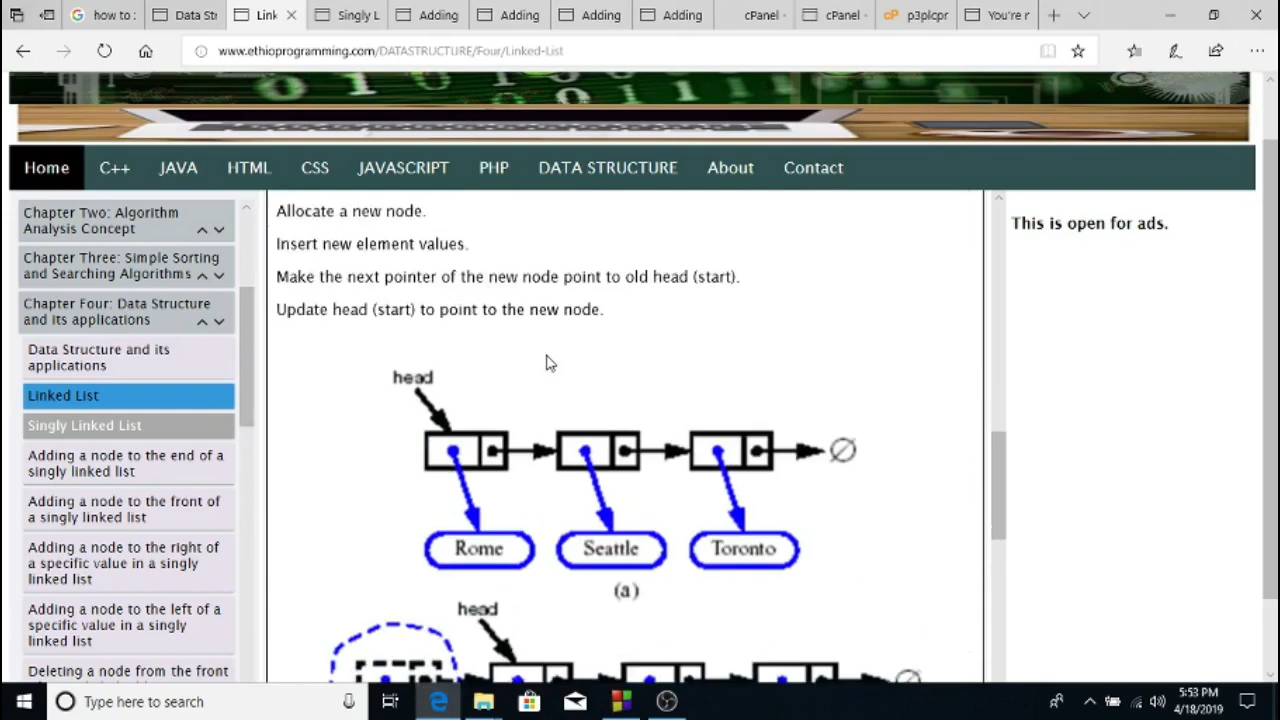 how to :
Data Str
Link
Singly L
Adding
Adding
Adding
Adding
cPanel -
cPanel -
cP p3plcpr
You're r
www.ethioprogramming.com/DATASTRUCTURE/Four/Linked-List
Home C++ JAVA HTML CSS JAVASCRIPT PHP DATA STRUCTURE About Contact
Chapter Two: Algorithm
Analysis Concept
Chapter Three: Simple Sorting
and Searching Algorithms
Chapter Four: Data Structure
and its applications
Data Structure and its
applications
Linked List
Singly Linked List
Adding a node to the end of a
singly linked list
Adding a node to the front of
a singly linked list
Adding a node to the right of
a specific value in a singly
linked list
Adding a node to the left of a
specific value in a singly
linked list
Deleting a node from the front
Allocate a new node.
Insert new element values.
Make the next pointer of the new node point to old head (start).
Update head (start) to point to the new node.
head
Rome Seattle Toronto
(a)
head
This is open for ads.
Type here to search
5:53 PM
4/18/2019